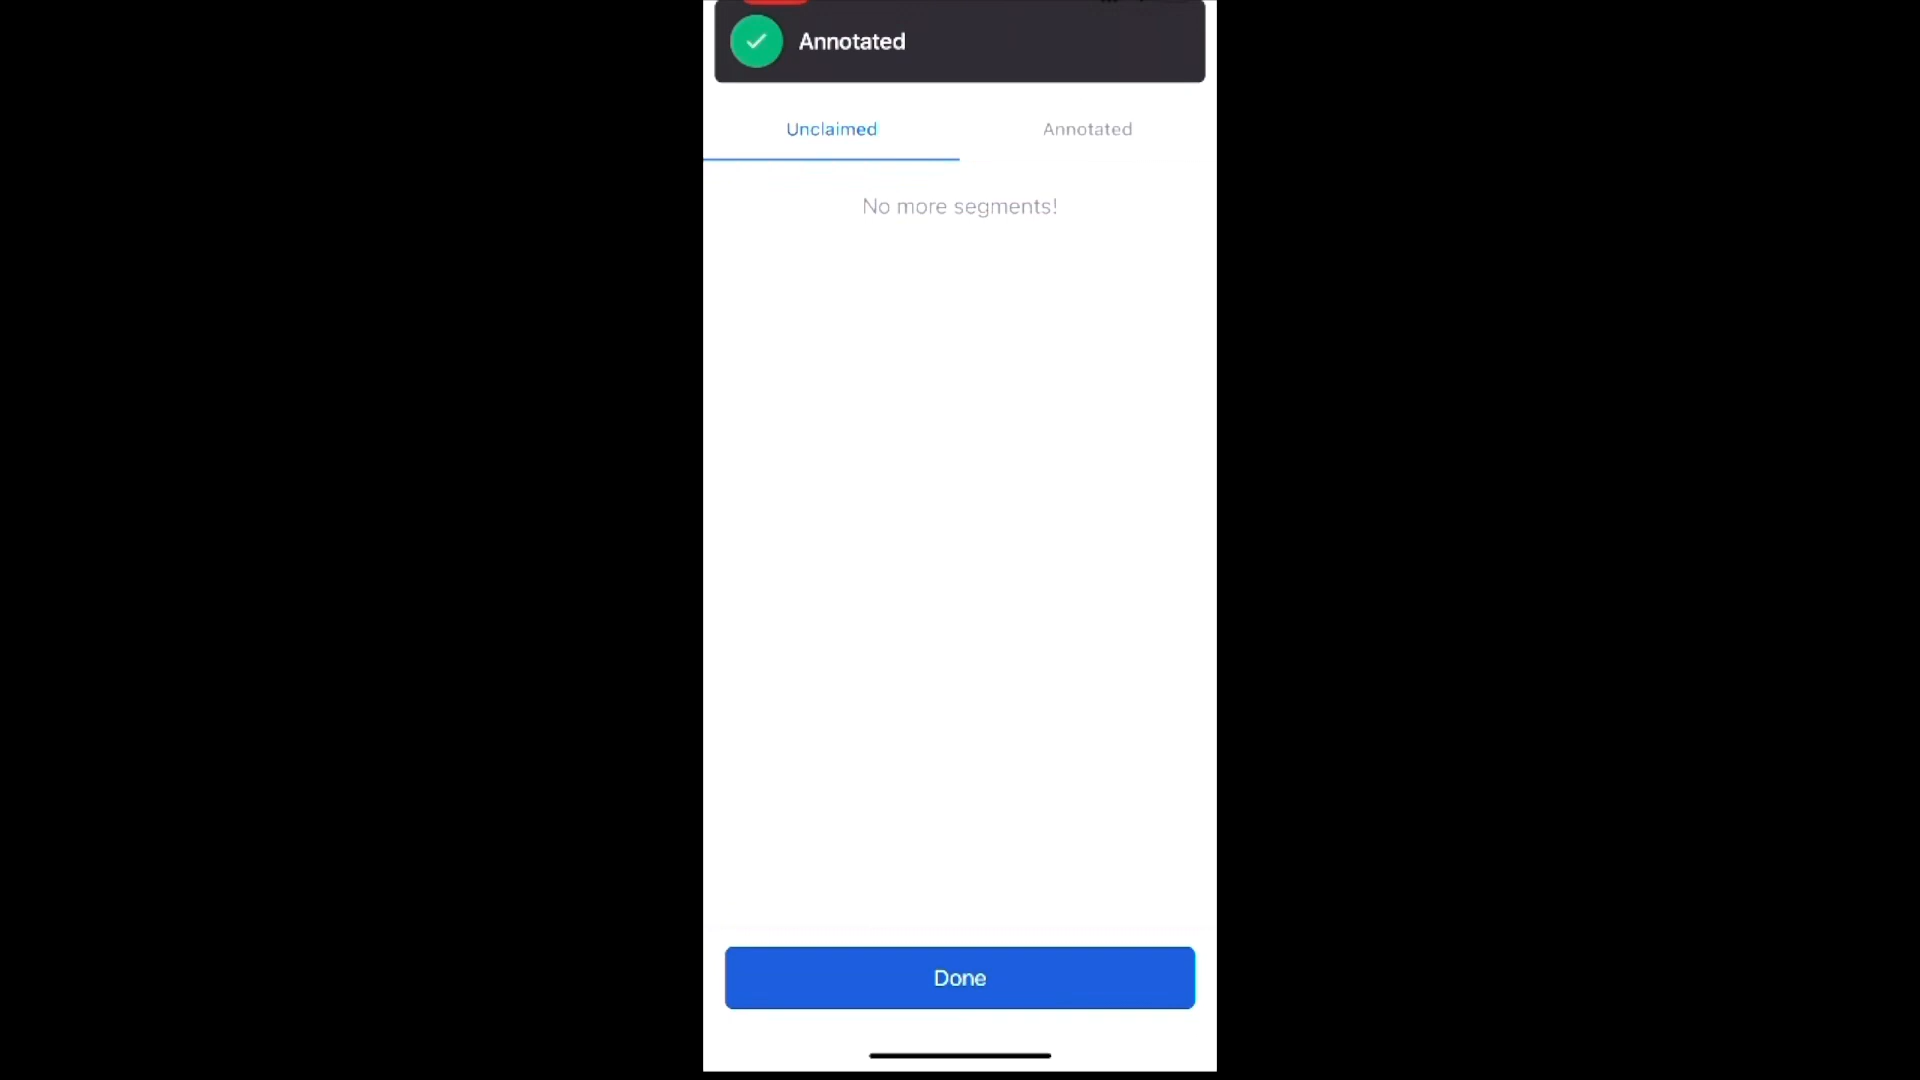 Annotated
Unclaimed
Annotated
No more segments!
Done